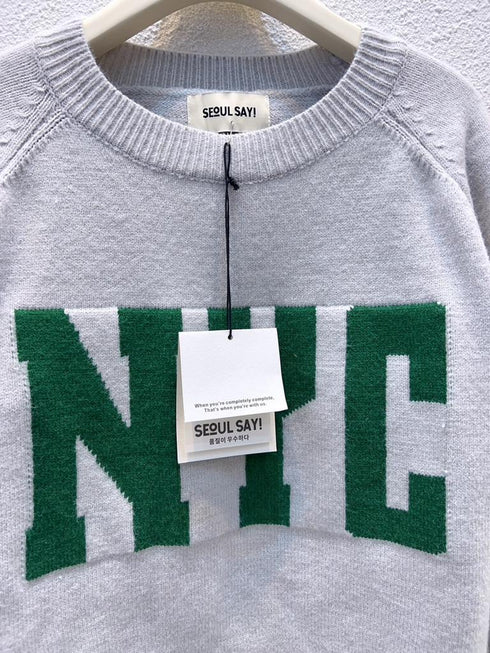 SEOUL SAY!
NYC
When you're completely complete,
That's when you're with us
SEOUL SAY!
품질이 우수하다